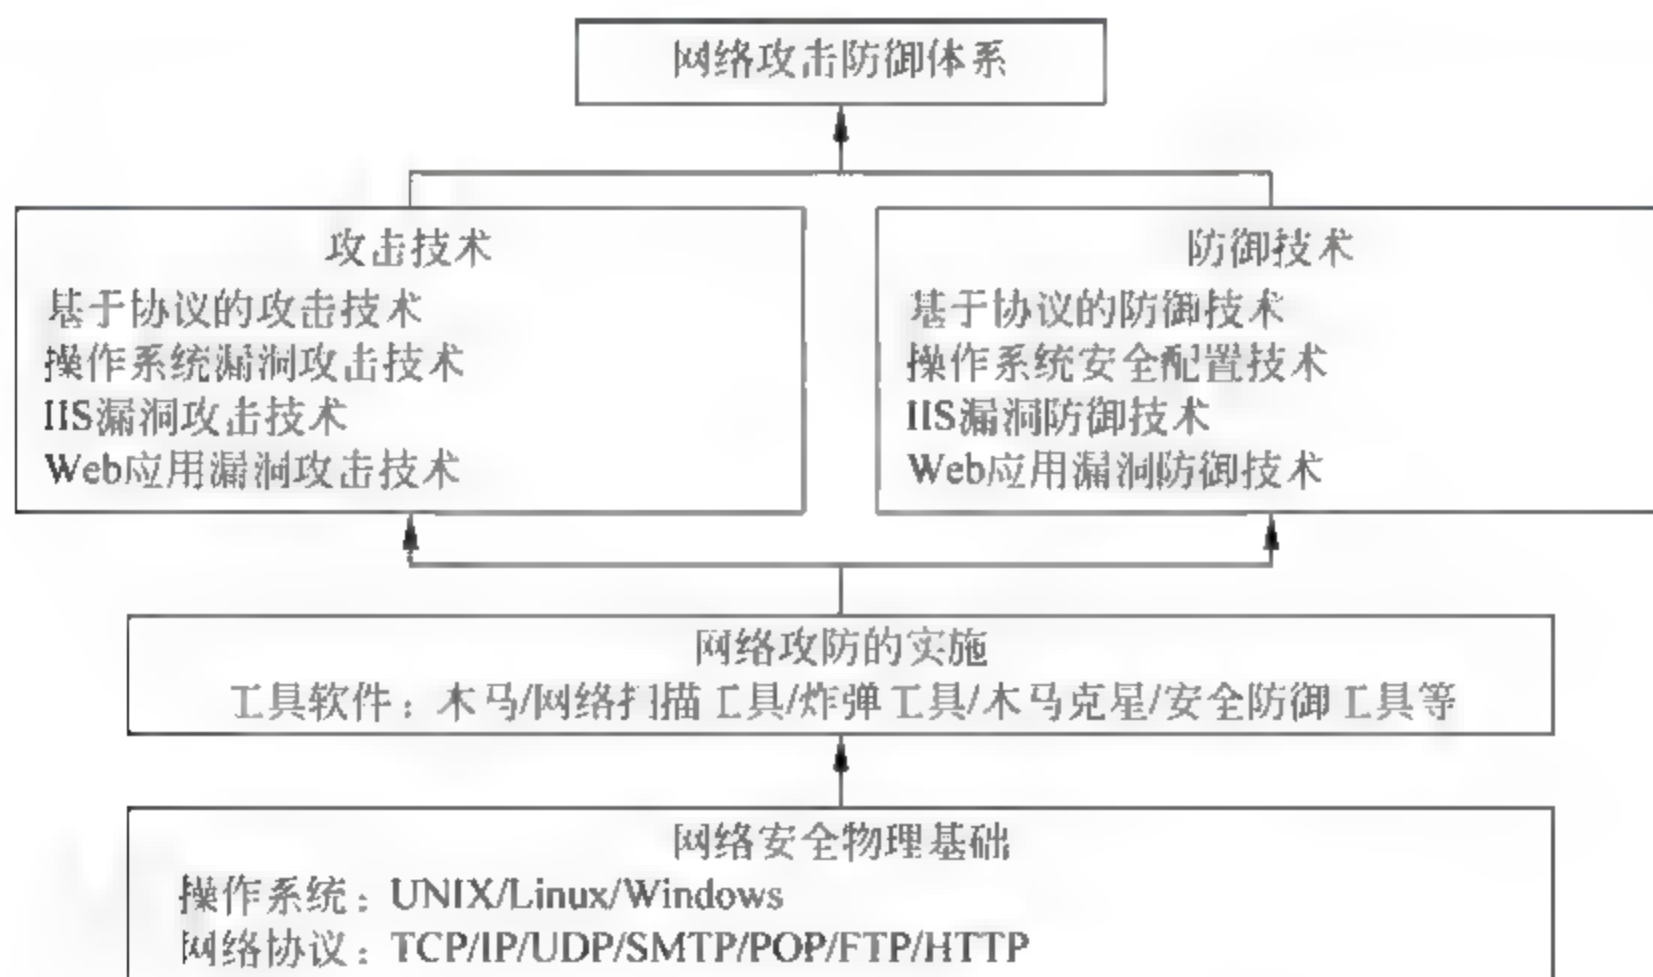 网络攻击防御体系
攻击技术
基于协议的攻击技术
操作系统漏洞攻击技术
IIS漏洞攻击技术
Web应用漏洞攻击技术
防御技术
基于协议的防御技术
操作系统安全配置技术
IIS漏洞防御技术
Web应用漏洞防御技术
网络攻防的实施
工具软件：木马/网络扫描工具/炸弹工具/木马克星/安全防御工具等
网络安全物理基础
操作系统：UNIX/Linux/Windows
网络协议：TCP/IP/UDP/SMTP/POP/FTP/HTTP